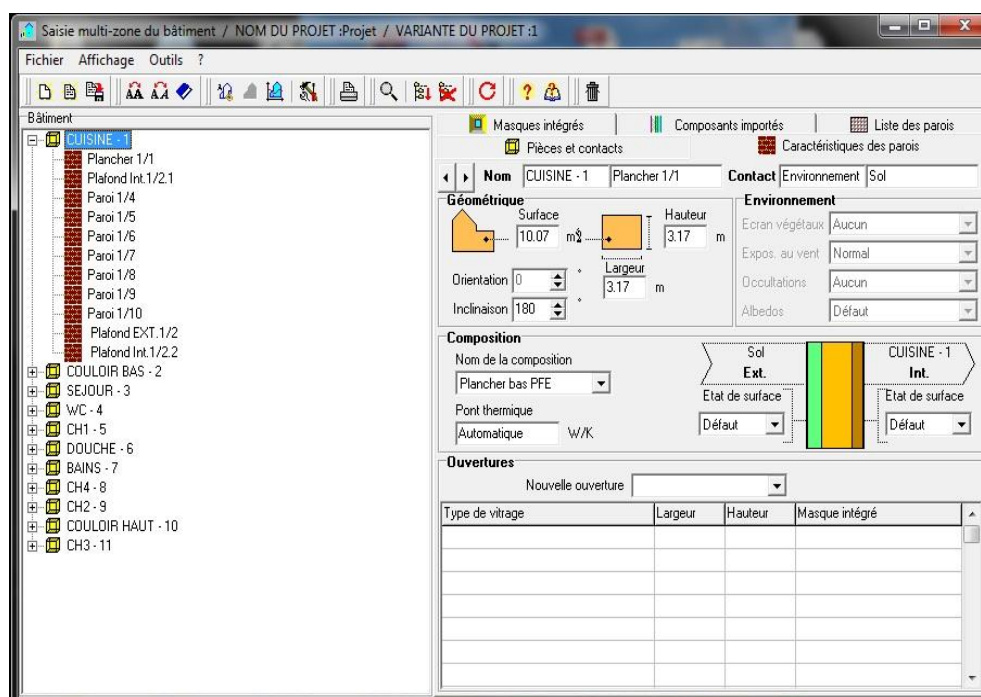 Saisie multi-zone du bâtiment / NOM DU PROJET :Projet / VARIANTE DU PROJET :1
Fichier Affichage Outils ?
Bâtiment
CUISINE - 1
Plancher 1/1
Plafond Int.1/2.1
Paroi 1/4
Paroi 1/5
Paroi 1/6
Paroi 1/7
Paroi 1/8
Paroi 1/9
Paroi 1/10
Plafond EXT.1/2
Plafond Int.1/2.2
COULOIR BAS - 2
SEJOUR - 3
WC - 4
CH1 - 5
DOUCHE - 6
BAINS - 7
CH4 - 8
CH2 - 9
COULOIR HAUT - 10
CH3 - 11
Masques intégrés Composants importés Liste des parois
Pièces et contacts Caractéristiques des parois
Nom CUISINE - 1 Plancher 1/1 Contact Environnement Sol
Géométrique
Surface Hauteur
10.07 m² 3.17 m
Orientation 0 ° Largeur
3.17 m
Inclinaison 180 °
Environnement
Ecran végétaux Aucun
Expos. au vent Normal
Occultations Aucun
Albedos Défaut
Composition
Nom de la composition
Plancher bas PFE
Pont thermique
Automatique W/K
Sol CUISINE - 1
Ext. Int.
Etat de surface Etat de surface
Défaut Défaut
Ouvertures
Nouvelle ouverture
Type de vitrage Largeur Hauteur Masque intégré